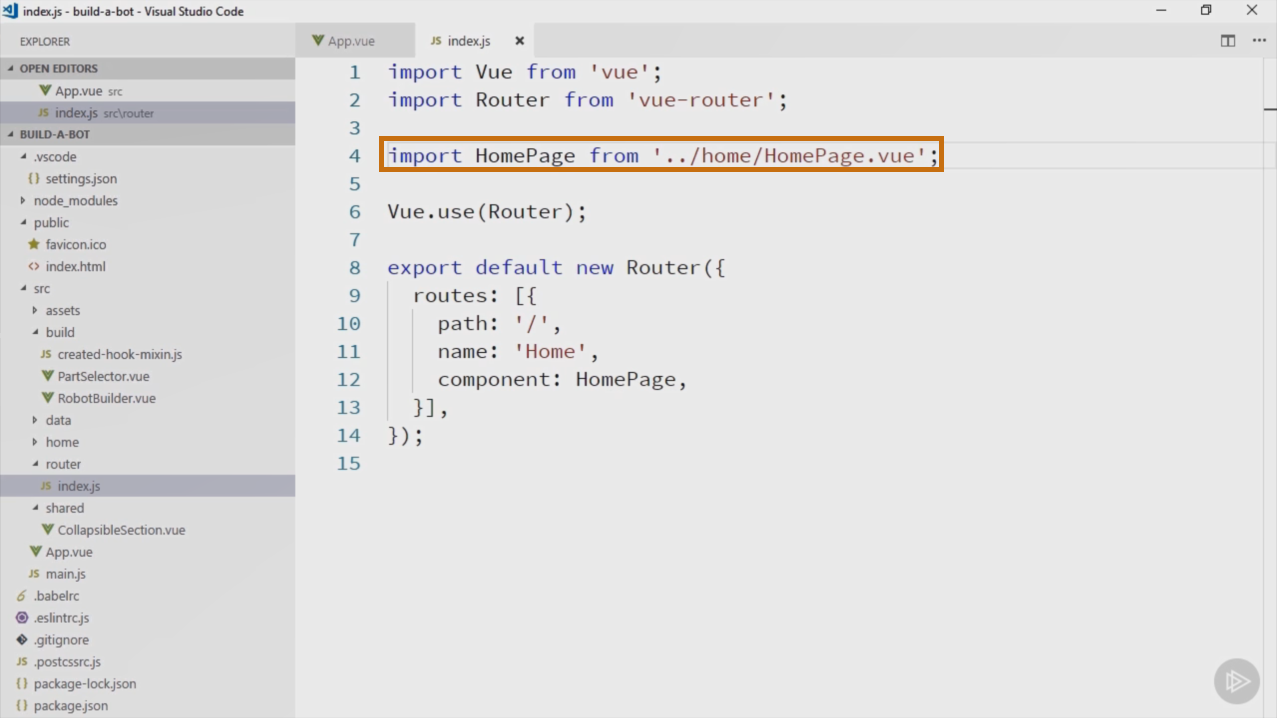 index.js - build-a-bot - Visual Studio Code
EXPLORER
OPEN EDITORS
App.vue src
JS index.js src\router
BUILD-A-BOT
.vscode
{} settings.json
node_modules
public
favicon.ico
<> index.html
src
assets
build
JS created-hook-mixin.js
PartSelector.vue
RobotBuilder.vue
data
home
router
JS index.js
shared
CollapsibleSection.vue
App.vue
JS main.js
.babelrc
.eslintrc.js
.gitignore
JS .postcssrc.js
{} package-lock.json
{} package.json
App.vue
JS index.js
1 import Vue from 'vue';
2 import Router from 'vue-router';
3
4 import HomePage from '../home/HomePage.vue';
5
6 Vue.use(Router);
7
8 export default new Router({
9 routes: [{
10 path: '/',
11 name: 'Home',
12 component: HomePage,
13 }],
14 });
15